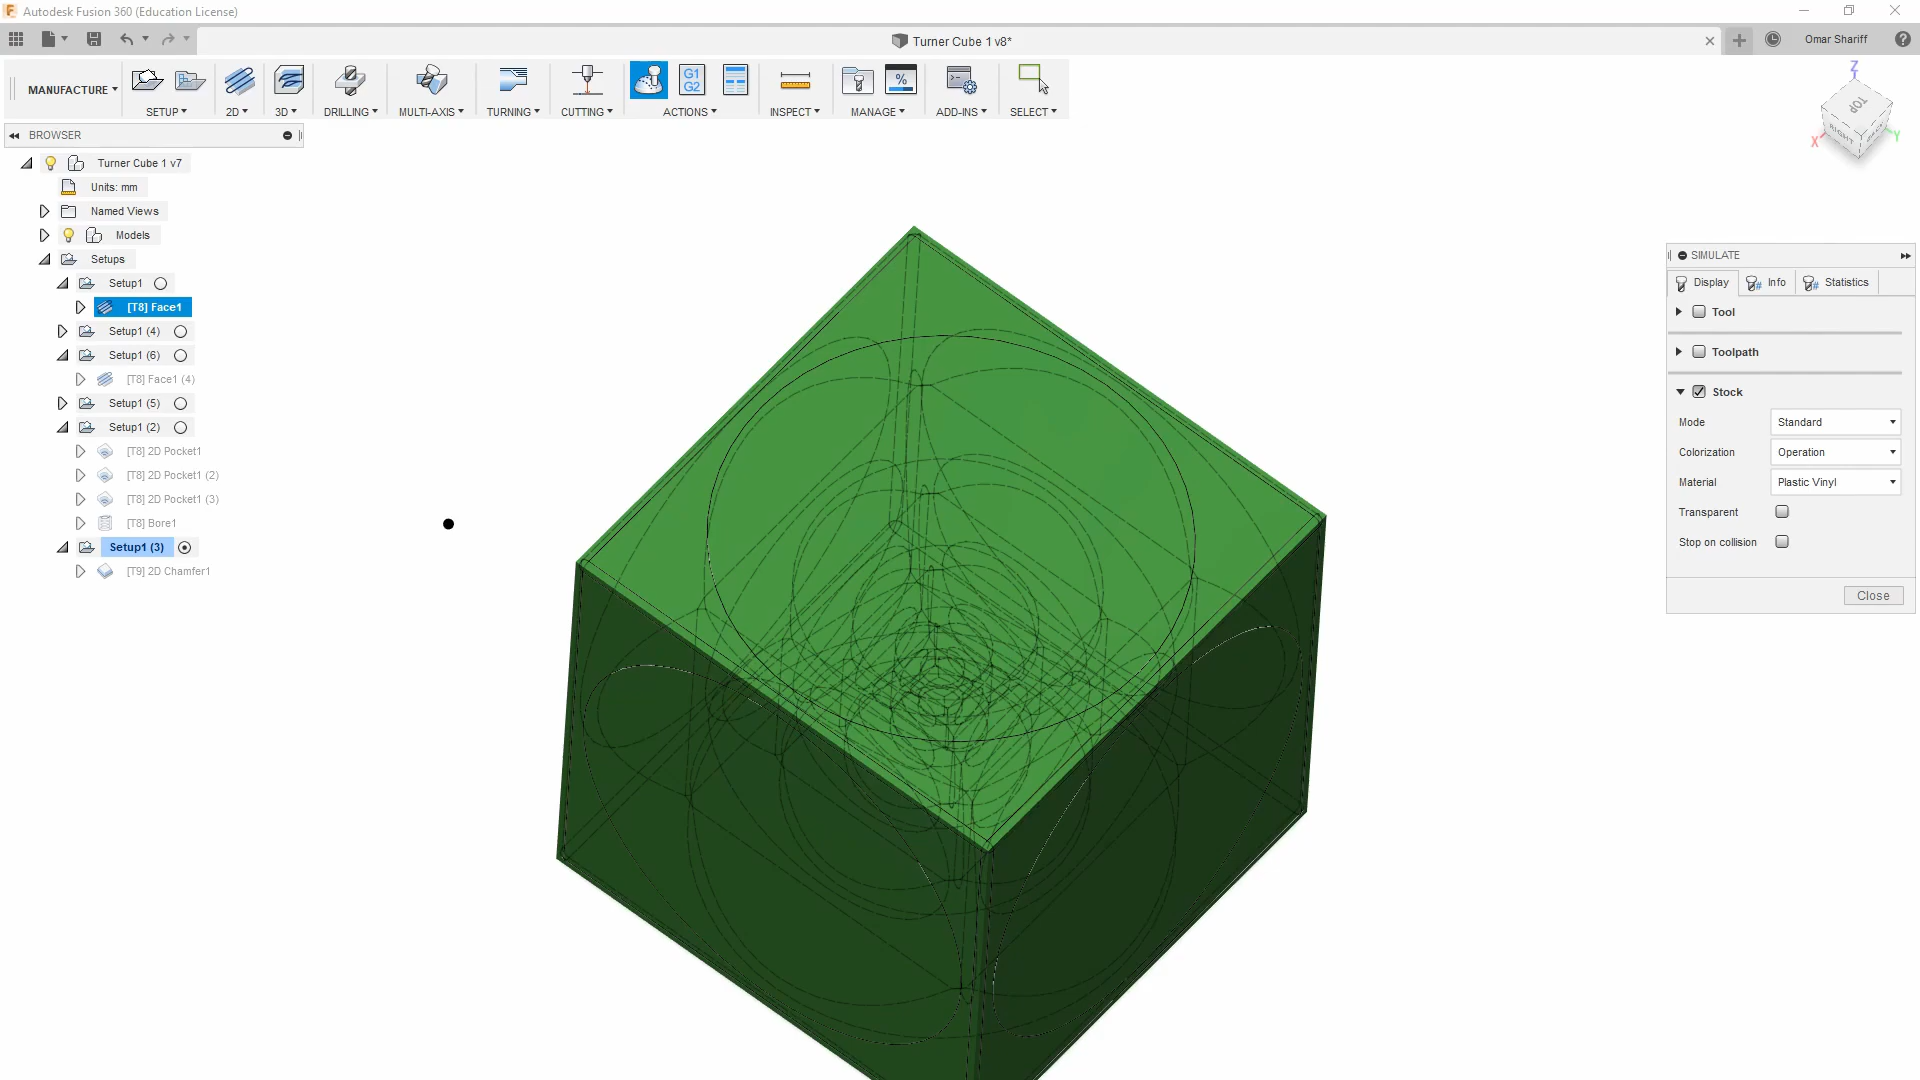 Autodesk Fusion 360 (Education License)
Turner Cube 1 v8*
Omar Shariff
MANUFACTURE
SETUP
2D
3D
DRILLING
MULTI-AXIS
TURNING
CUTTING
G1
G2
ACTIONS
INSPECT
%
MANAGE
ADD-INS
SELECT
Z
TOP
RIGHT
X
Y
BROWSER
Turner Cube 1 v7
Units: mm
Named Views
Models
Setups
Setup1
[T8] Face1
Setup1 (4)
Setup1 (6)
[T8] Face1 (4)
Setup1 (5)
Setup1 (2)
[T8] 2D Pocket1
[T8] 2D Pocket1 (2)
[T8] 2D Pocket1 (3)
[T8] Bore1
Setup1 (3)
[T9] 2D Chamfer1
SIMULATE
Display
Info
Statistics
Tool
Toolpath
Stock
Mode Standard
Colorization Operation
Material Plastic Vinyl
Transparent
Stop on collision
Close